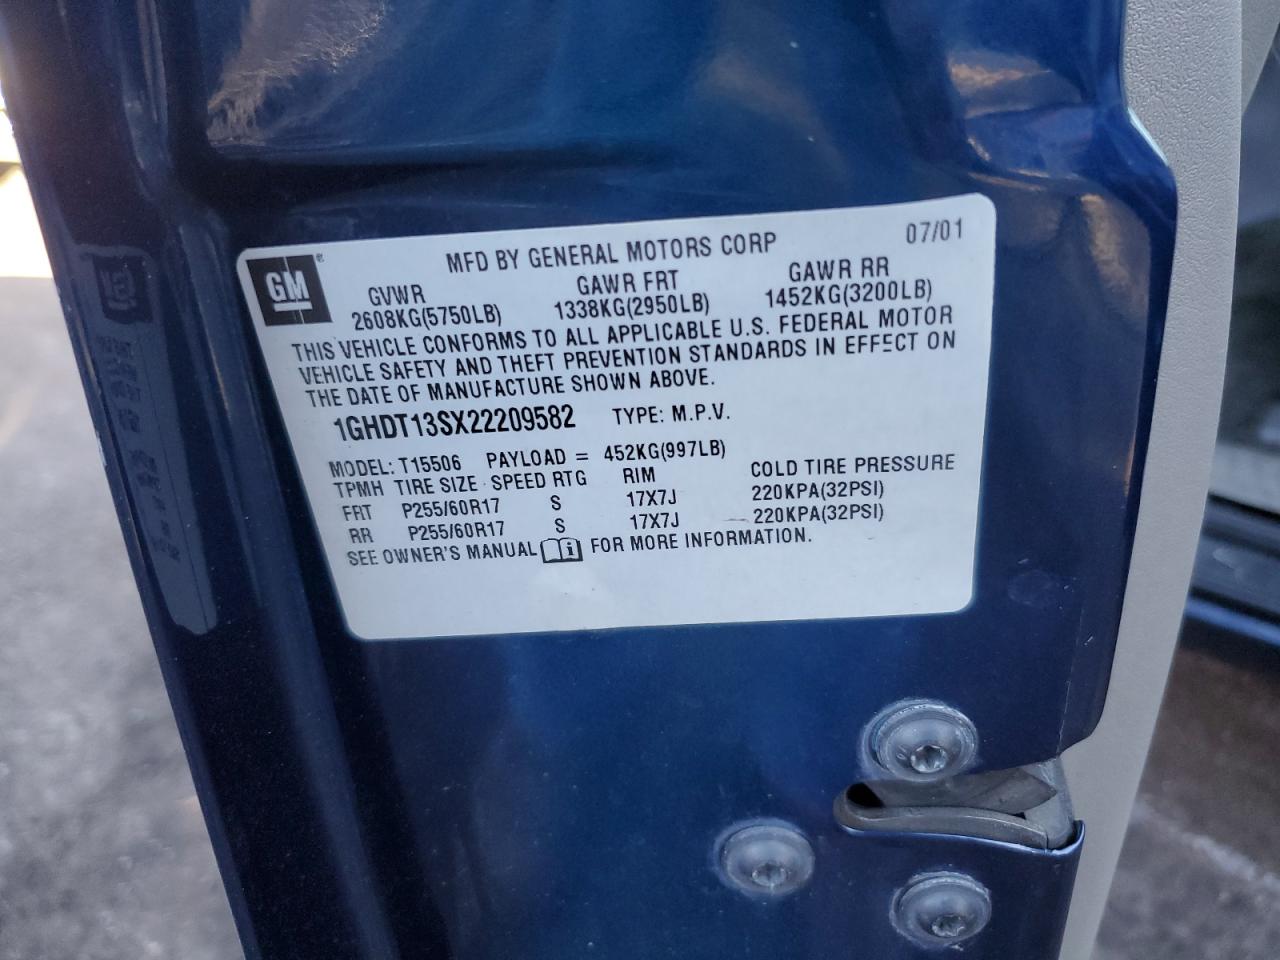 GM®
MFD BY GENERAL MOTORS CORP 07/01
GVWR GAWR FRT GAWR RR
2608KG(5750LB) 1338KG(2950LB) 1452KG(3200LB)
THIS VEHICLE CONFORMS TO ALL APPLICABLE U.S. FEDERAL MOTOR
VEHICLE SAFETY AND THEFT PREVENTION STANDARDS IN EFFECT ON
THE DATE OF MANUFACTURE SHOWN ABOVE.
1GHDT13SX22209582 TYPE: M.P.V.
MODEL: T15506 PAYLOAD = 452KG(997LB)
TPMH TIRE SIZE SPEED RTG RIM COLD TIRE PRESSURE
FRT P255/60R17 S 17X7J 220KPA(32PSI)
RR P255/60R17 S 17X7J 220KPA(32PSI)
SEE OWNER'S MANUAL i FOR MORE INFORMATION.